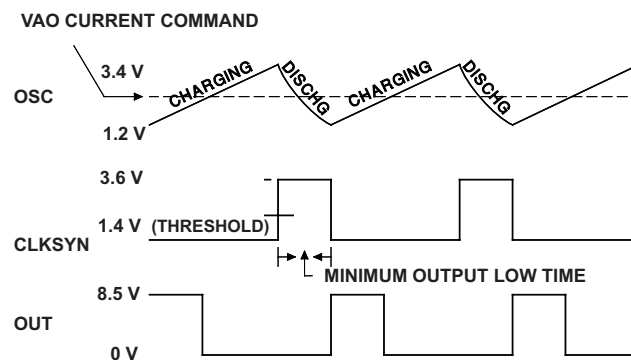 VAO CURRENT COMMAND
3.4 V
OSC
1.2 V
CHARGING
DISCHG
CHARGING
DISCHG
3.6 V
1.4 V (THRESHOLD)
CLKSYN
MINIMUM OUTPUT LOW TIME
8.5 V
OUT
0 V